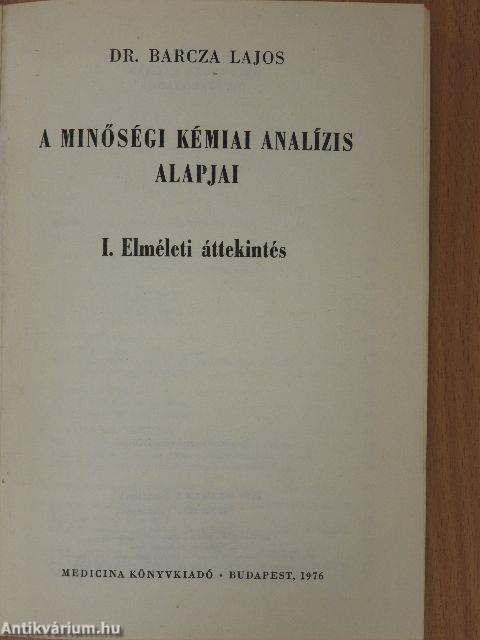 DR. BARCZA LAJOS
A MINŐSÉGI KÉMIAI ANALÍZIS
ALAPJAI
I. Elméleti áttekintés
MEDICINA KÖNYVKIADÓ • BUDAPEST, 1976
Antikvárium.hu